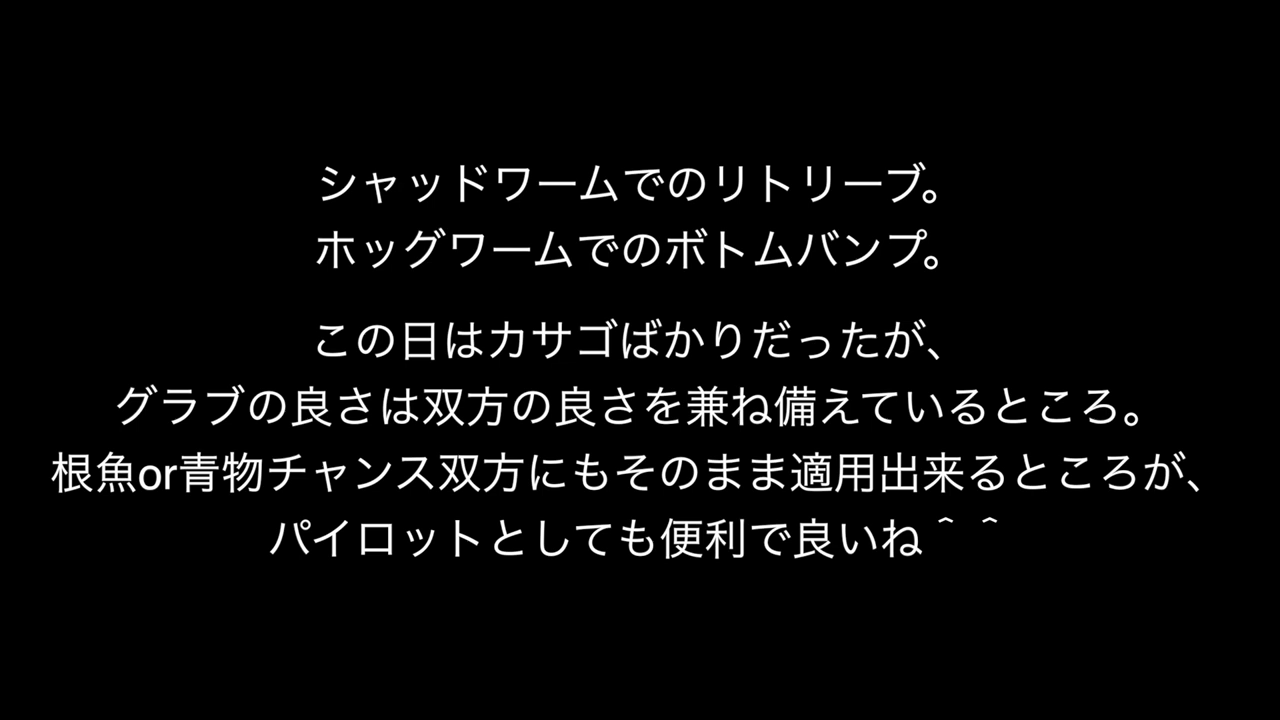 シャッドワームでのリトリーブ。
ホッグワームでのボトムバンプ。
この日はカサゴばかりだったが、
グラブの良さは双方の良さを兼ね備えているところ。
根魚or青物チャンス双方にもそのまま適用出来るところが、
パイロットとしても便利で良いね＾＾